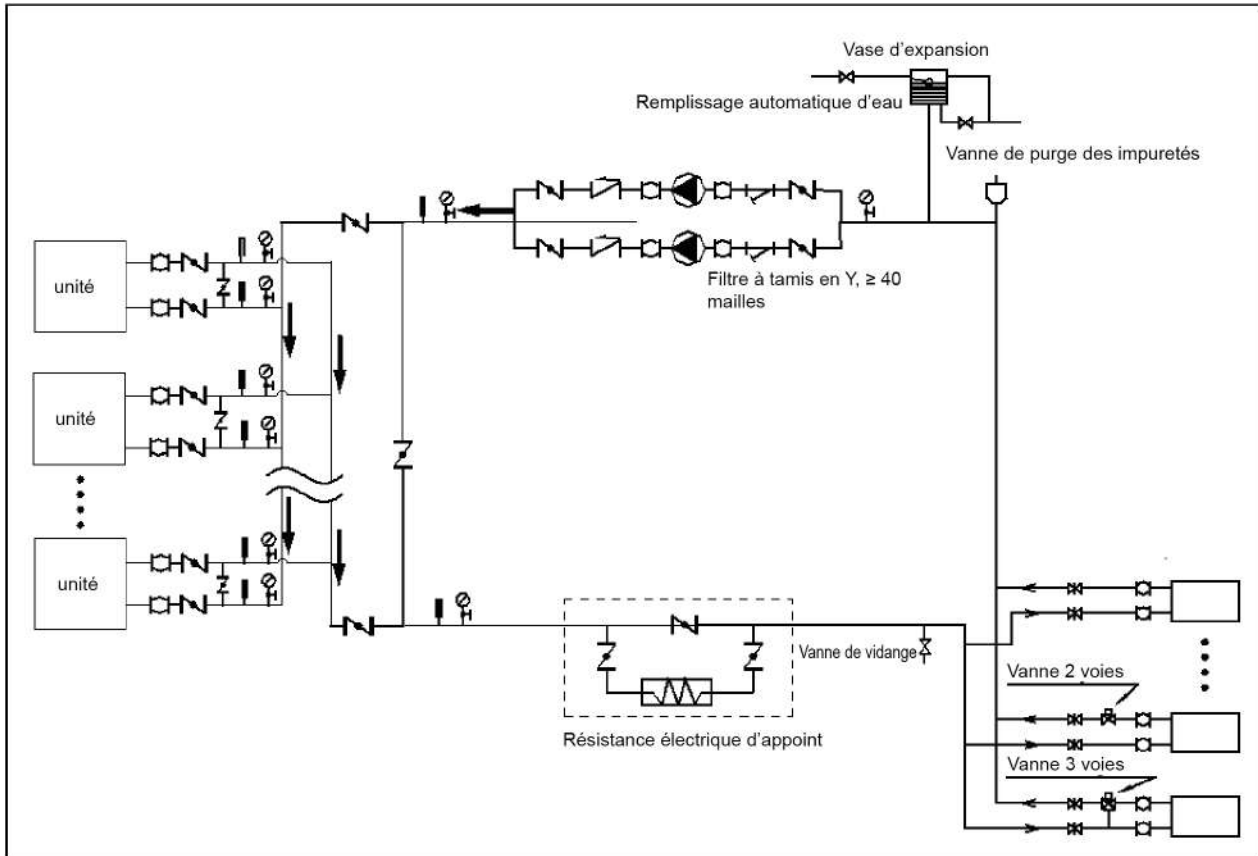 Vase d'expansion
Remplissage automatique d'eau
Vanne de purge des impuretés
Filtre à tamis en Y, ≥ 40
mailles
unité
unité
unité
Vanne de vidange
Résistance électrique d'appoint
Vanne 2 voies
Vanne 3 voies